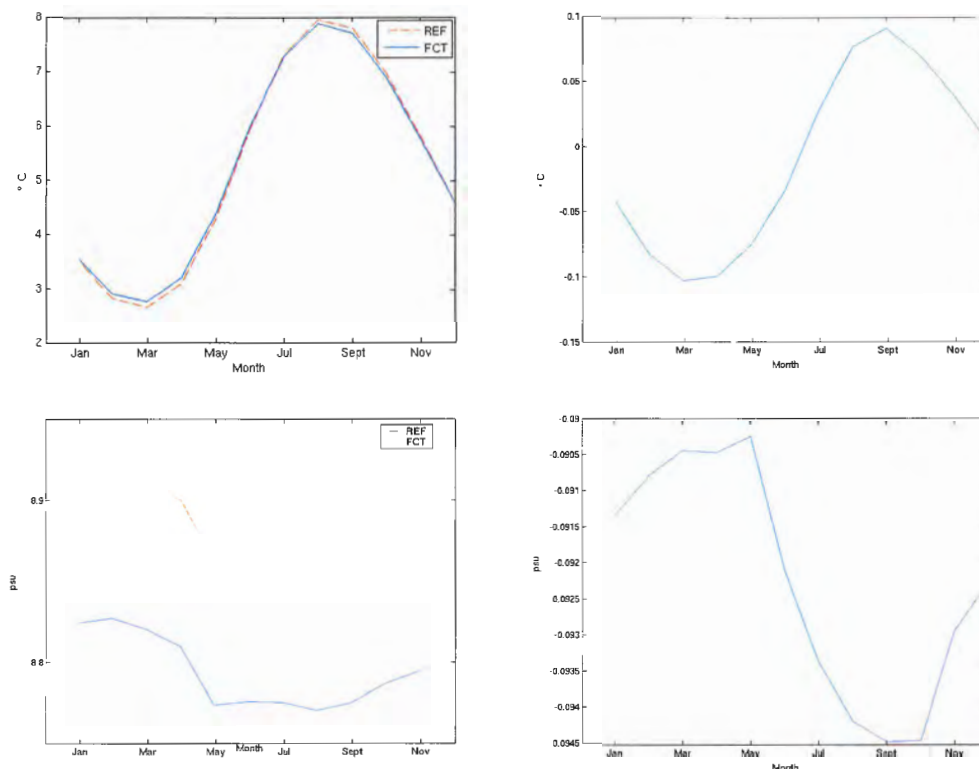 8
7
6
5
4
3
2
° C
REF
FCT
Jan
Mar
May
Jul
Sept
Nov
Month
0.1
0.05
0
-0.05
-0.1
-0.15
° C
Jan
Mar
May
Jul
Sept
Nov
Month
8.9
8.8
psu
REF
FCT
Jan
Mar
May
Jul
Sept
Nov
Month
-0.09
-0.0905
-0.091
-0.0915
-0.092
-0.0925
-0.093
-0.0935
-0.094
0.0945
psu
Jan
Mar
May
Jul
Sept
Nov
Month